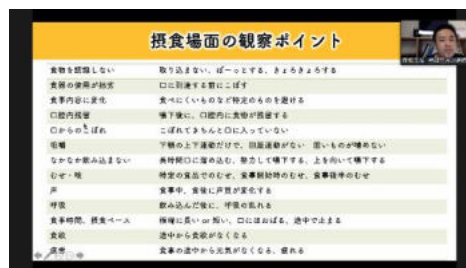 摂食場面の観察ポイント
食物を認識しない 取り込まない、ぼーっとする、きょろきょろする
食器の使用が拙劣 口に到達する前にこぼす
食事内容に変化 食べにくいものなど特定のものを避ける
口腔内残留 嚥下後に、口腔内に食物が残留する
口からのこぼれ こぼれてきちんと口に入っていない
咀嚼 下顎の上下運動だけで、回旋運動がない 固いものが噛めない
なかなか飲み込まない 長時間口に溜め込む、努力して嚥下する、上を向いて嚥下する
むせ・咳 特定の食品でのむせ、食事開始時のむせ、食事後半のむせ
声 食事中、食後に声質が変化する
呼吸 飲み込んだ後に、呼吸の乱れる
食事時間、摂食ペース 極端に長い or 短い、口にほおばる、途中で止まる
食欲 途中から食欲がなくなる
疲労 食事の途中から元気がなくなる、疲れる